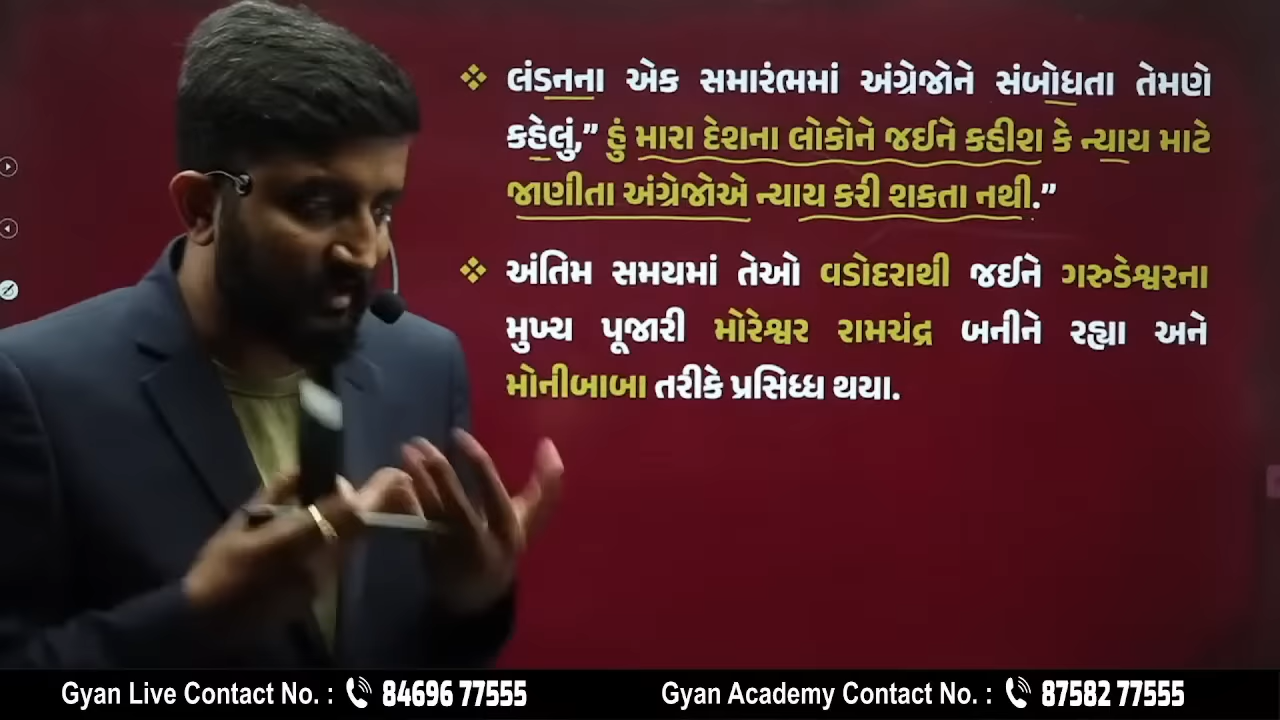 ❖ લંડનના એક સમારંભમાં અંગ્રેજોને સંબોધતા તેમણે
કહેલું,” હું મારા દેશના લોકોને જઈને કહીશ કે ન્યાય માટે
જાણીતા અંગ્રેજોએ ન્યાય કરી શકતા નથી.”
❖ અંતિમ સમયમાં તેઓ વડોદરાથી જઈને ગરુડેશ્વરના
મુખ્ય પૂજારી મોરેશ્વર રામચંદ્ર બનીને રહ્યા અને
મોનીબાબા તરીકે પ્રસિધ્ધ થયા.
Gyan Live Contact No. : 84696 77555
Gyan Academy Contact No. : 87582 77555